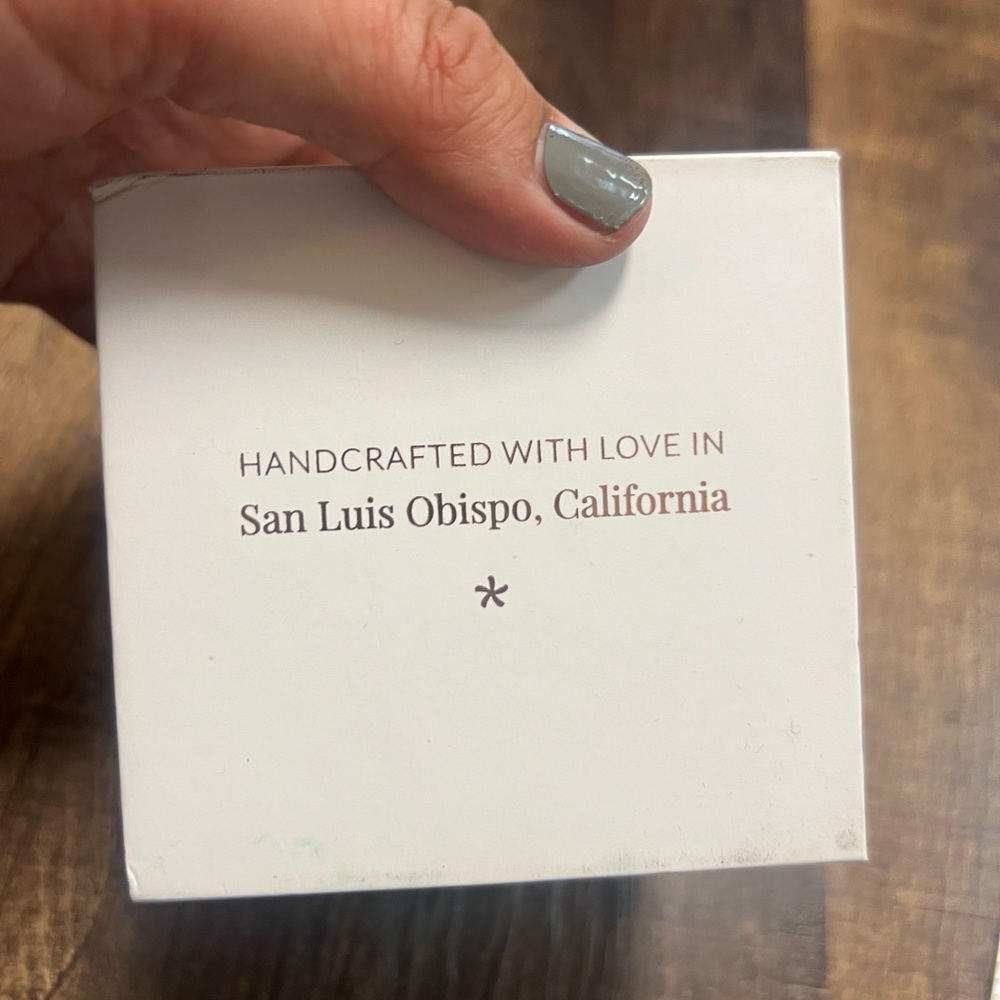 HANDCRAFTED WITH LOVE IN
San Luis Obispo, California
*